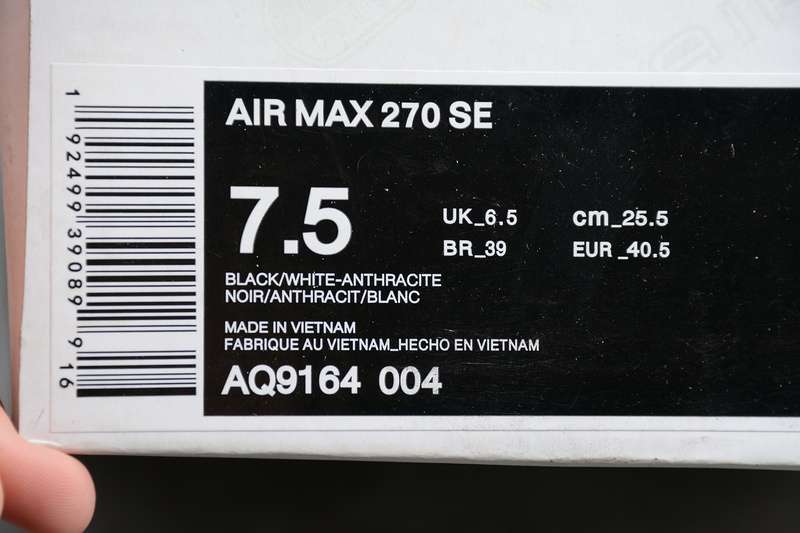 AIR MAX 270 SE
7.5
UK_6.5 cm_25.5
BR_39 EUR_40.5
BLACK/WHITE-ANTHRACITE
NOIR/ANTHRACIT/BLANC
MADE IN VIETNAM
FABRIQUE AU VIETNAM_HECHO EN VIETNAM
AQ9164 004
1 92499 39089 9 16